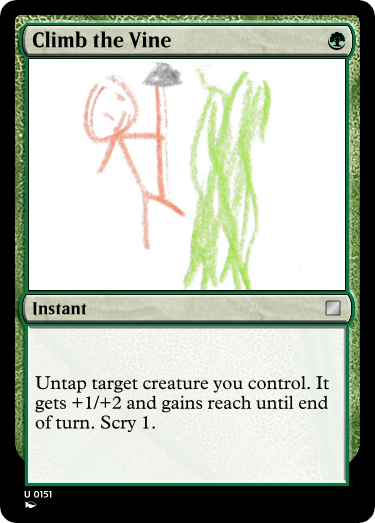 Climb the Vine
Instant
Untap target creature you control. It
gets +1/+2 and gains reach until end
of turn. Scry 1.
U 0151